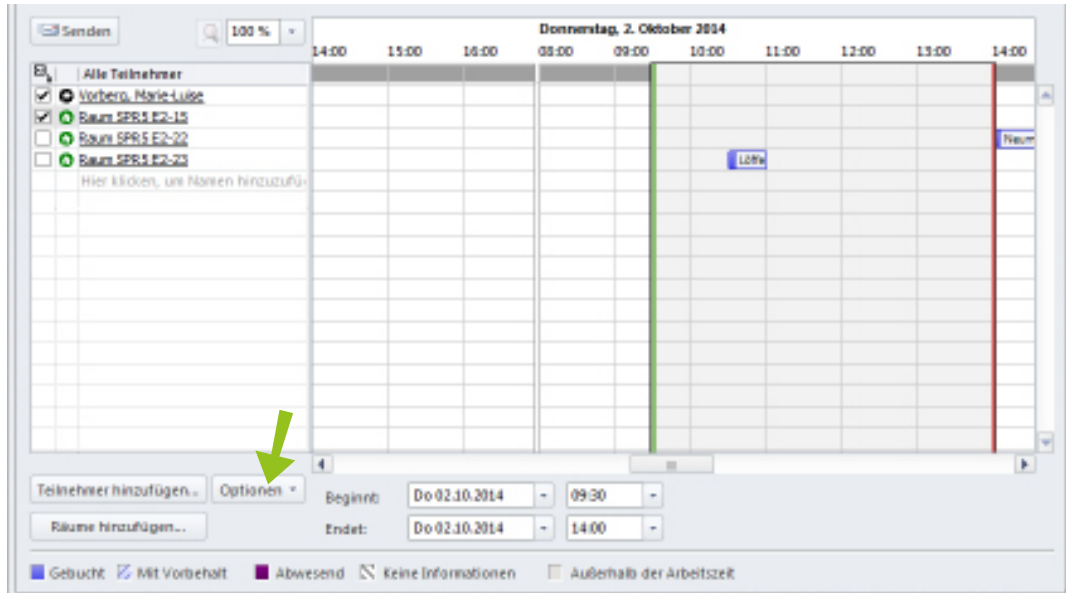 Senden 100 % Donnerstag, 2. Oktober 2014
14:00 15:00 16:00 08:00 09:00 10:00 11:00 12:00 13:00 14:00
Alle Teilnehmer
Vorberg, Marie-Luise
Raum SPR5 E2-15
Raum SPR5 E2-22 Neum
Raum SPR5 E2-23 Löffe
Hier klicken, um Namen hinzuzufü
Teilnehmer hinzufügen... Optionen Beginnt: Do 02.10.2014 09:30
Räume hinzufügen... Endet: Do 02.10.2014 14:00
Gebucht Mit Vorbehalt Abwesend Keine Informationen Außerhalb der Arbeitszeit